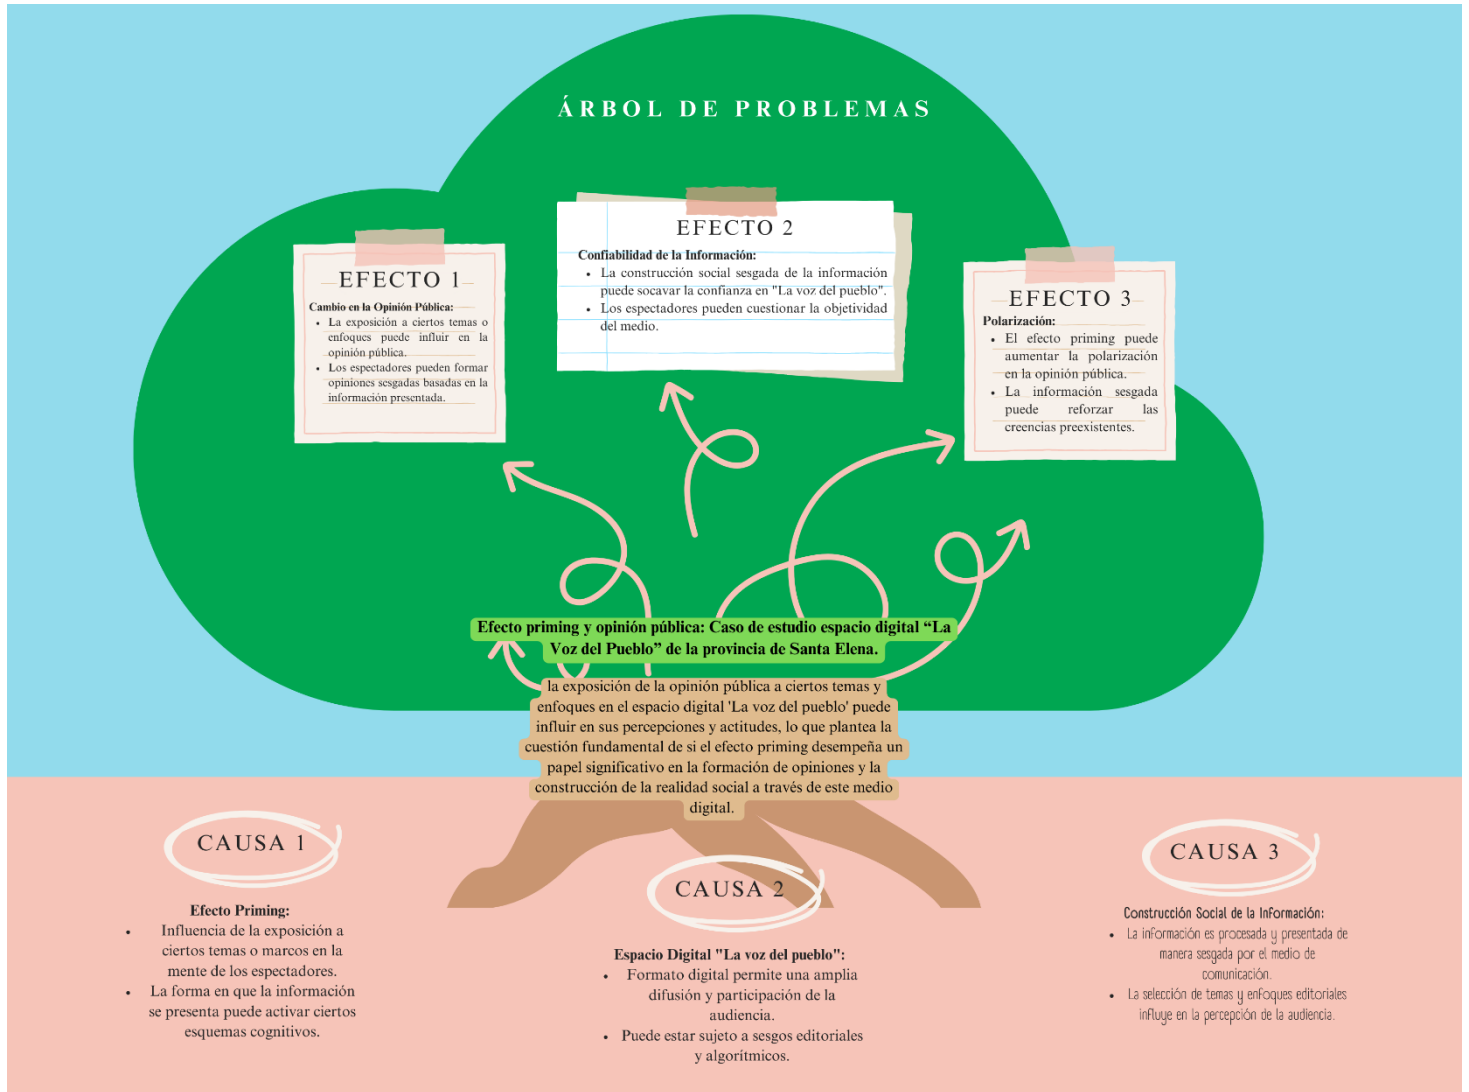 ÁRBOL DE PROBLEMAS
EFECTO 1
Cambio en la Opinión Pública:
• La exposición a ciertos temas o
enfoques puede influir en la
opinión pública.
• Los espectadores pueden formar
opiniones sesgadas basadas en la
información presentada.
EFECTO 2
Confiabilidad de la Información:
• La construcción social sesgada de la información
puede socavar la confianza en "La voz del pueblo".
• Los espectadores pueden cuestionar la objetividad
del medio.
EFECTO 3
Polarización:
• El efecto priming puede
aumentar la polarización
en la opinión pública.
• La información sesgada
puede reforzar las
creencias preexistentes.
Efecto priming y opinión pública: Caso de estudio espacio digital “La
Voz del Pueblo” de la provincia de Santa Elena.
la exposición de la opinión pública a ciertos temas y
enfoques en el espacio digital 'La voz del pueblo' puede
influir en sus percepciones y actitudes, lo que plantea la
cuestión fundamental de si el efecto priming desempeña un
papel significativo en la formación de opiniones y la
construcción de la realidad social a través de este medio
digital.
CAUSA 1
Efecto Priming:
• Influencia de la exposición a
ciertos temas o marcos en la
mente de los espectadores.
• La forma en que la información
se presenta puede activar ciertos
esquemas cognitivos.
CAUSA 2
Espacio Digital "La voz del pueblo":
• Formato digital permite una amplia
difusión y participación de la
audiencia.
• Puede estar sujeto a sesgos editoriales
y algorítmicos.
CAUSA 3
Construcción Social de la Información:
• La información es procesada y presentada de
manera sesgada por el medio de
comunicación.
• La selección de temas y enfoques editoriales
influye en la percepción de la audiencia.